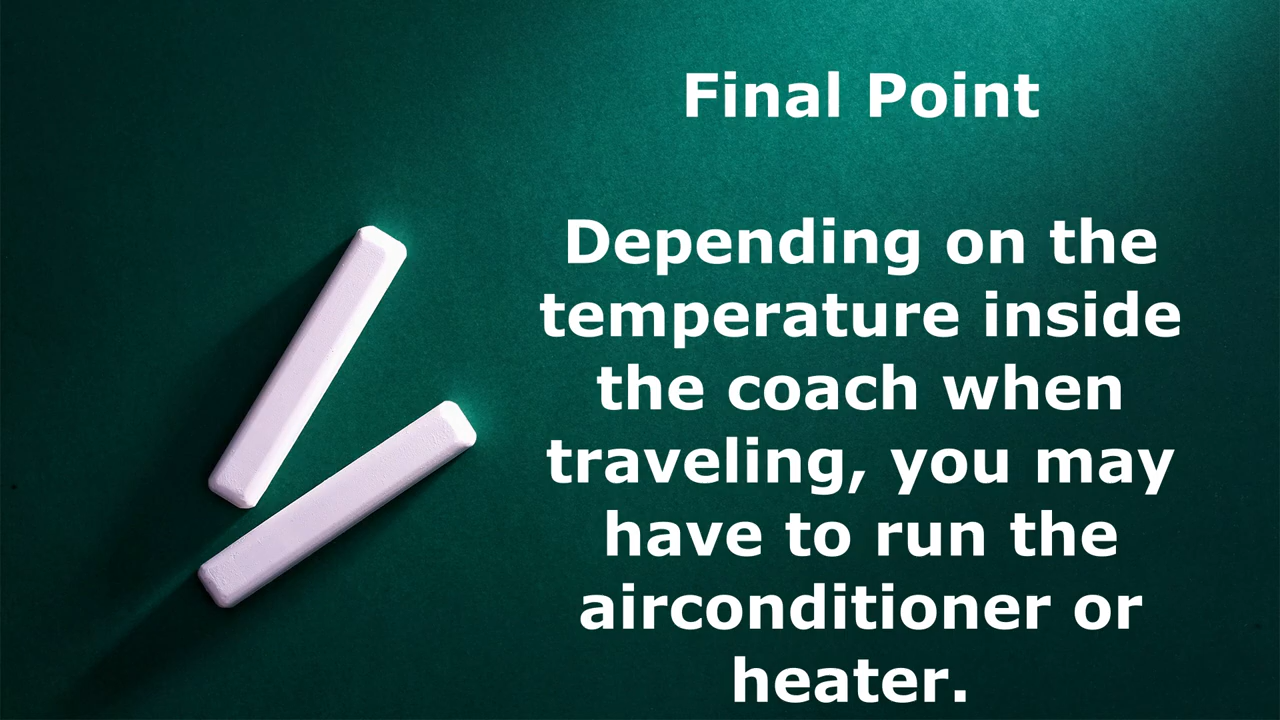 Final Point
Depending on the
temperature inside
the coach when
traveling, you may
have to run the
airconditioner or
heater.